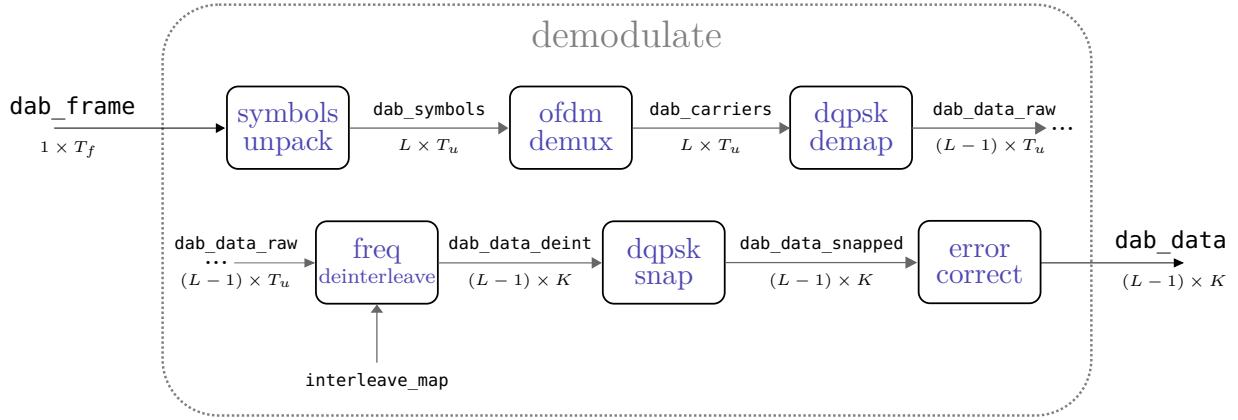 demodulate
dab_frame
1 × T_f
symbols
unpack
dab_symbols
L × T_u
ofdm
demux
dab_carriers
L × T_u
dqpsk
demap
dab_data_raw
(L − 1) × T_u
...
dab_data_raw
...
(L − 1) × T_u
freq
deinterleave
dab_data_deint
(L − 1) × K
dqpsk
snap
dab_data_snapped
(L − 1) × K
error
correct
dab_data
(L − 1) × K
interleave_map